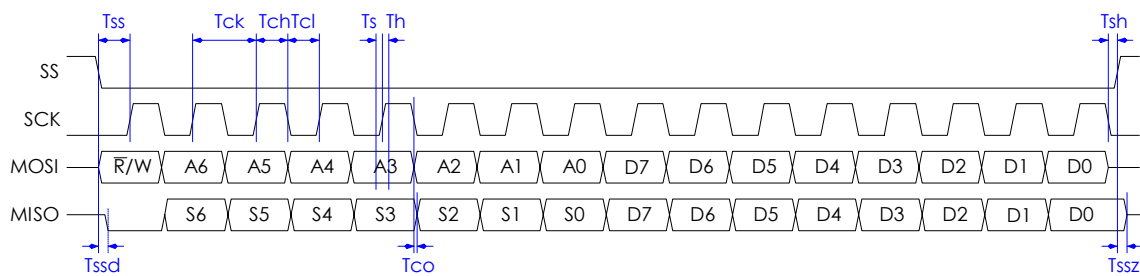 Tss Tck Tch Tcl Ts Th Tsh
SS
SCK
MOSI R̅/W A6 A5 A4 A3 A2 A1 A0 D7 D6 D5 D4 D3 D2 D1 D0
MISO S6 S5 S4 S3 S2 S1 S0 D7 D6 D5 D4 D3 D2 D1 D0
Tssd Tco Tssz